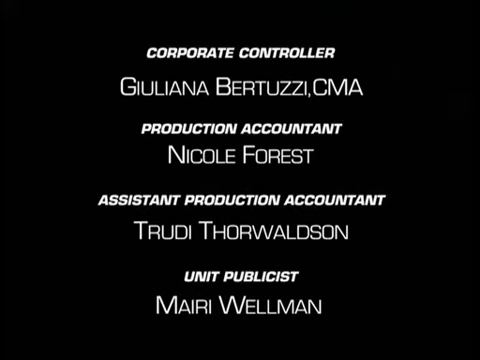 CORPORATE CONTROLLER
GIULIANA BERTUZZI,CMA
PRODUCTION ACCOUNTANT
NICOLE FOREST
ASSISTANT PRODUCTION ACCOUNTANT
TRUDI THORWALDSON
UNIT PUBLICIST
MAIRI WELLMAN